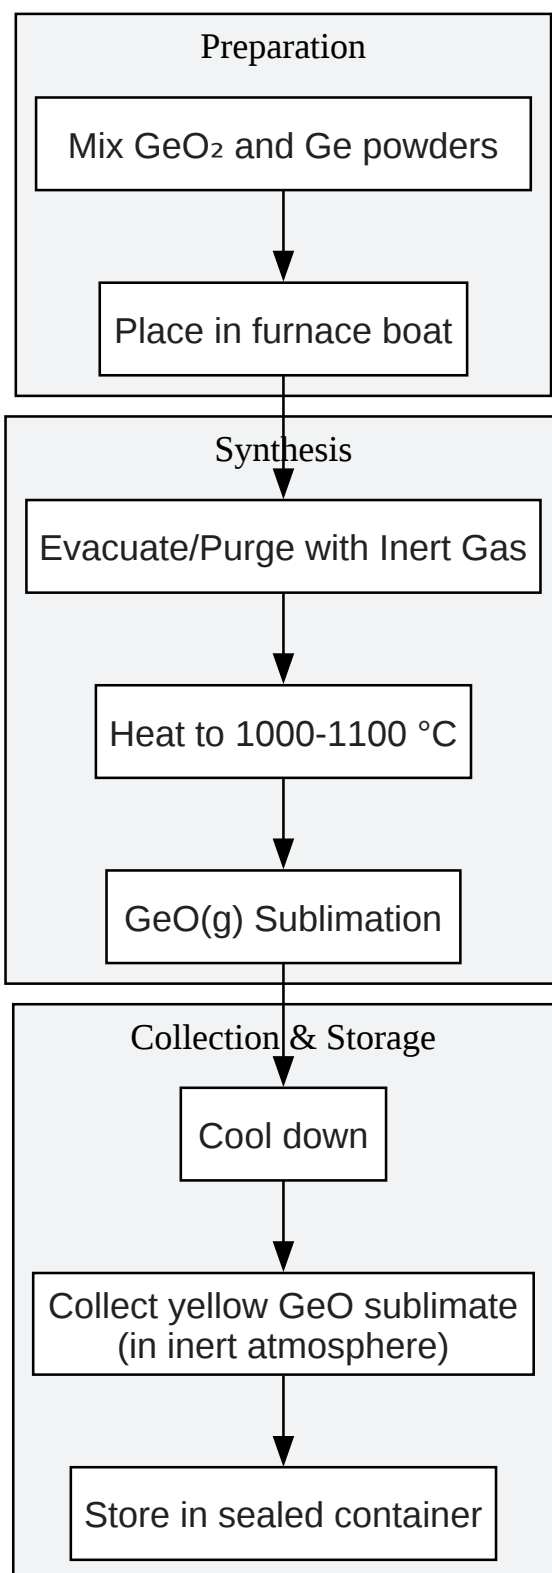 Preparation
Mix GeO₂ and Ge powders
Place in furnace boat
Synthesis
Evacuate/Purge with Inert Gas
Heat to 1000-1100 °C
GeO(g) Sublimation
Collection & Storage
Cool down
Collect yellow GeO sublimate
(in inert atmosphere)
Store in sealed container